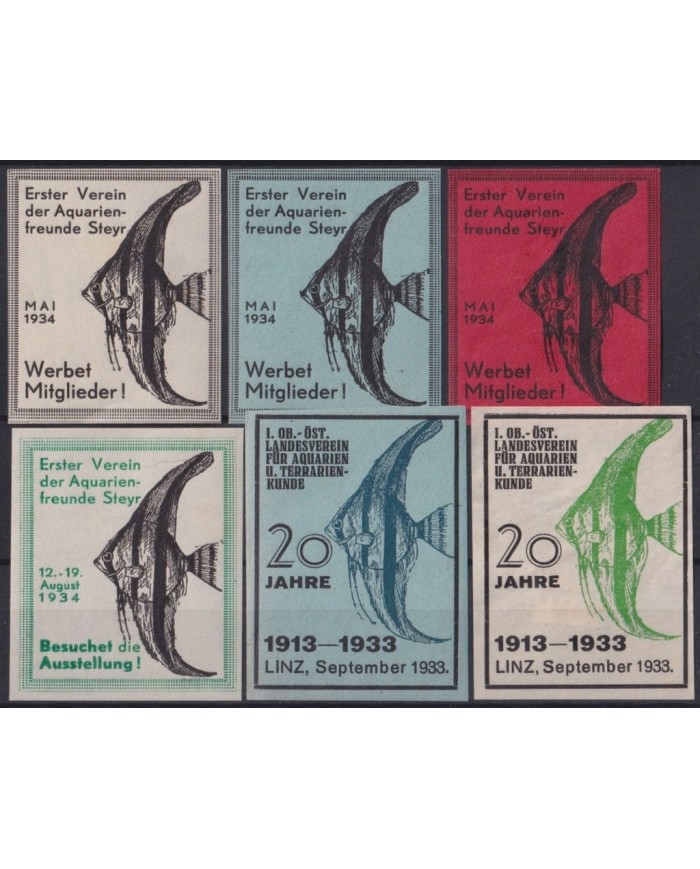 Erster Verein
der Aquarien-
freunde Steyr
MAI
1934
Werbet
Mitglieder!
Erster Verein
der Aquarien-
freunde Steyr
MAI
1934
Werbet
Mitglieder!
Erster Verein
der Aquarien-
freunde Steyr
MAI
1934
Werbet
Mitglieder!
Erster Verein
der Aquarien-
freunde Steyr
12.-19.
August
1934
Besuchet die
Ausstellung!
I. OB.-ÖST.
LANDESVEREIN
FÜR AQUARIEN
U. TERRARIEN-
KUNDE
20
JAHRE
1913—1933
LINZ, September 1933.
I. OB.-ÖST.
LANDESVEREIN
FÜR AQUARIEN
U. TERRARIEN-
KUNDE
20
JAHRE
1913—1933
LINZ, September 1933.